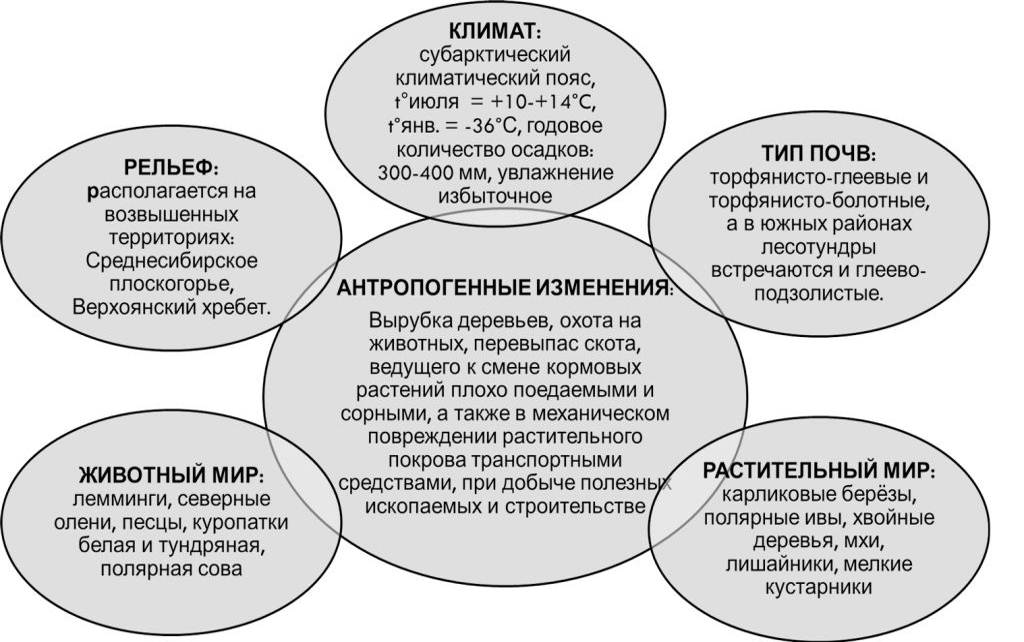 КЛИМАТ:
субарктический
климатический пояс,
t°июля = +10-+14°С,
t°янв. = -36°С, годовое
количество осадков:
300-400 мм, увлажнение
избыточное
РЕЛЬЕФ:
располагается на
возвышенных
территориях:
Среднесибирское
плоскогорье,
Верхоянский хребет.
ТИП ПОЧВ:
торфянисто-глеевые и
торфянисто-болотные,
а в южных районах
лесотундры
встречаются и глеево-
подзолистые.
АНТРОПОГЕННЫЕ ИЗМЕНЕНИЯ:
Вырубка деревьев, охота на
животных, перевыпас скота,
ведущего к смене кормовых
растений плохо поедаемыми и
сорными, а также в механическом
повреждении растительного
покрова транспортными
средствами, при добыче полезных
ископаемых и строительстве
ЖИВОТНЫЙ МИР:
лемминги, северные
олени, песцы, куропатки
белая и тундряная,
полярная сова
РАСТИТЕЛЬНЫЙ МИР:
карликовые берёзы,
полярные ивы, хвойные
деревья, мхи,
лишайники, мелкие
кустарники